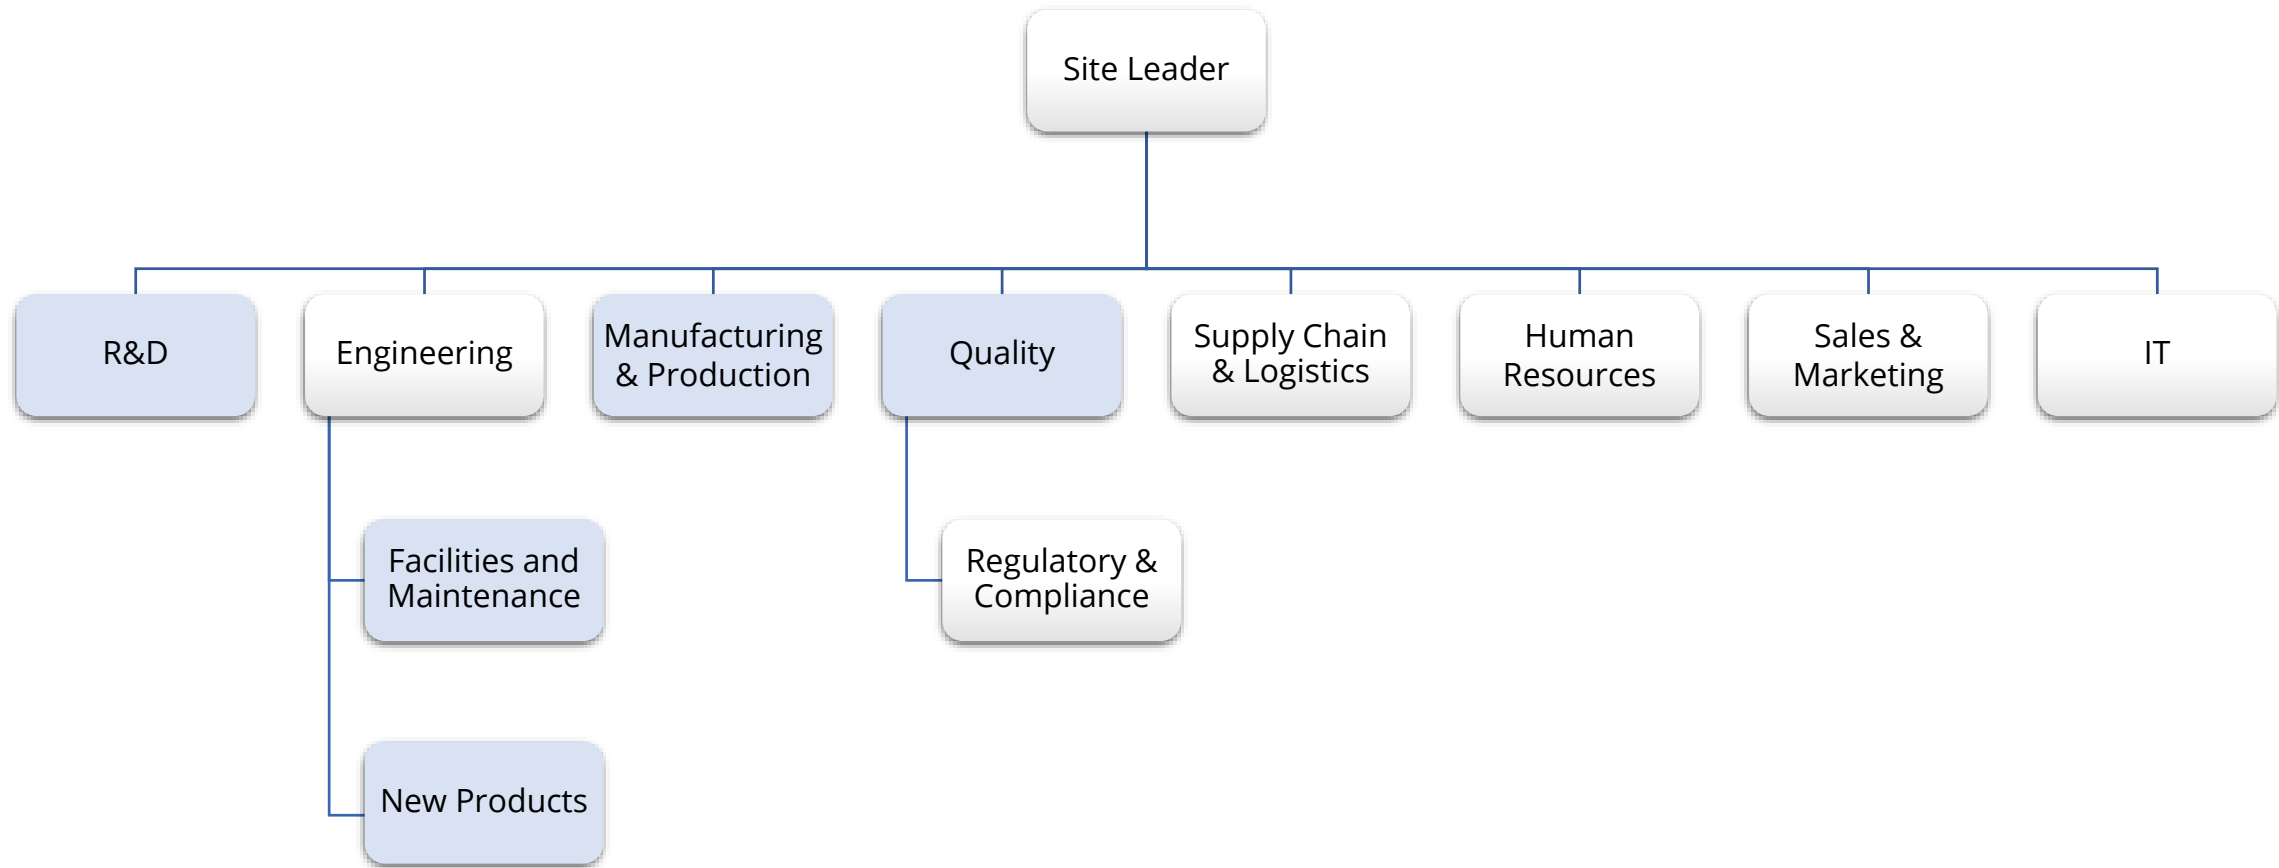 Site Leader
R&D
Engineering
Manufacturing
& Production
Quality
Supply Chain
& Logistics
Human
Resources
Sales &
Marketing
IT
Facilities and
Maintenance
Regulatory &
Compliance
New Products